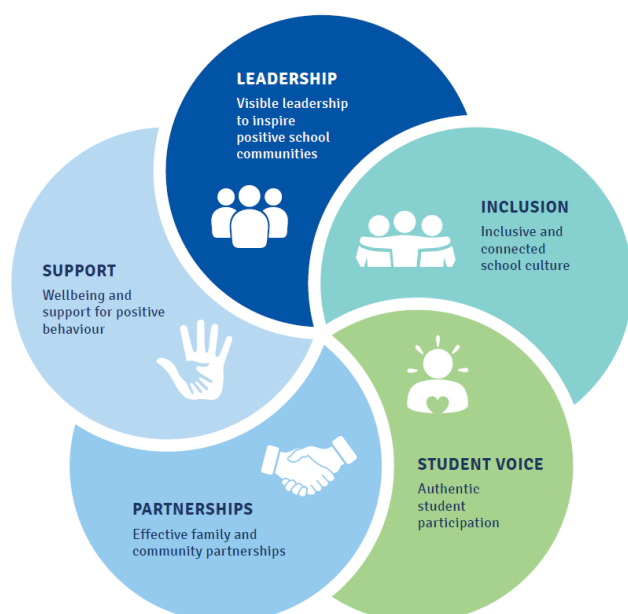 LEADERSHIP
Visible leadership
to inspire
positive school
communities
INCLUSION
Inclusive and
connected
school culture
STUDENT VOICE
Authentic
student
participation
PARTNERSHIPS
Effective family and
community partnerships
SUPPORT
Wellbeing and
support for positive
behaviour